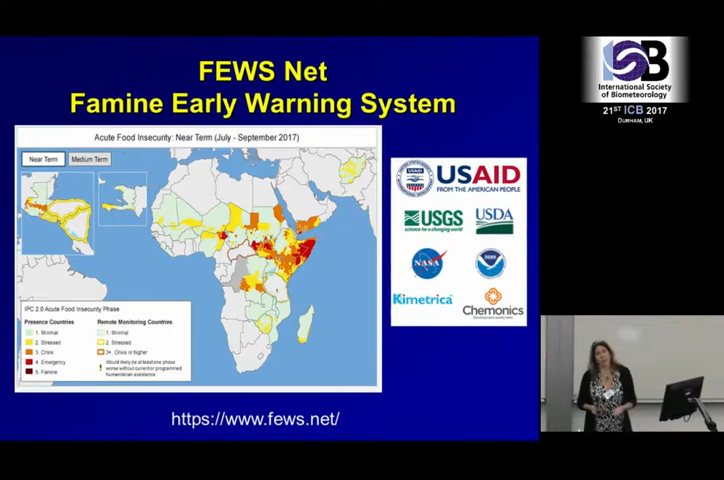 FEWS Net
Famine Early Warning System
Acute Food Insecurity: Near Term (July - September 2017)
Near Term
Medium Term
IPC 2.0 Acute Food Insecurity Phase
Presence Countries
1. Minimal
2. Stressed
3. Crisis
4. Emergency
5. Famine
Remote Monitoring Countries
1. Minimal
2. Stressed
3+. Crisis or higher
Would likely be at least one phase
worse without current or programmed
humanitarian assistance
https://www.fews.net/
USAID
FROM THE AMERICAN PEOPLE
USGS
science for a changing world
USDA
NASA
Kimetrica
Chemonics
ISB
International Society
of Biometeorology
21ST ICB 2017
DURHAM, UK